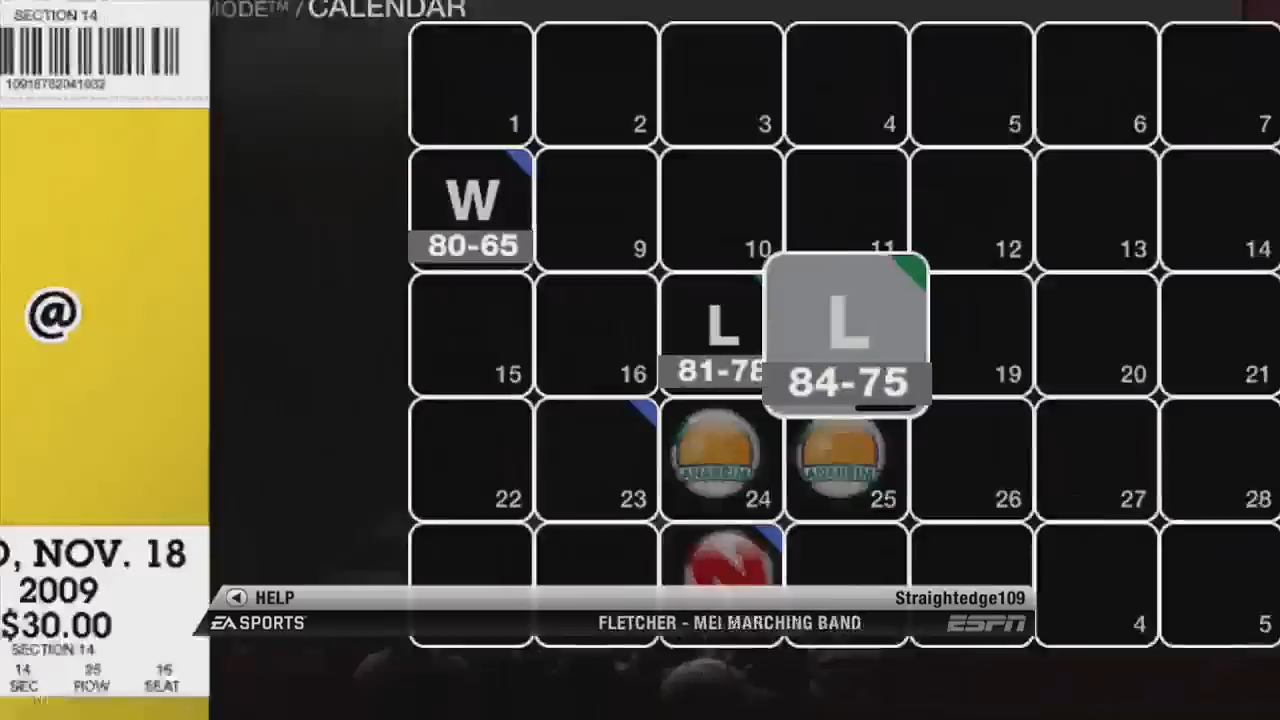 SECTION 14
10918782041032
MODE™ / CALENDAR
1 2 3 4 5 6 7
W
80-65
9 10 11 12 13 14
@
15 16
L
81-78
L
84-75
19 20 21
22 23
ANAHEIM
24
ANAHEIM
25 26 27 28
N
4 5
D, NOV. 18
2009
$30.00
SECTION 14
14 25 15
SEC ROW SEAT
HELP
Straightedge109
EA SPORTS
FLETCHER - MEI MARCHING BAND
ESPN